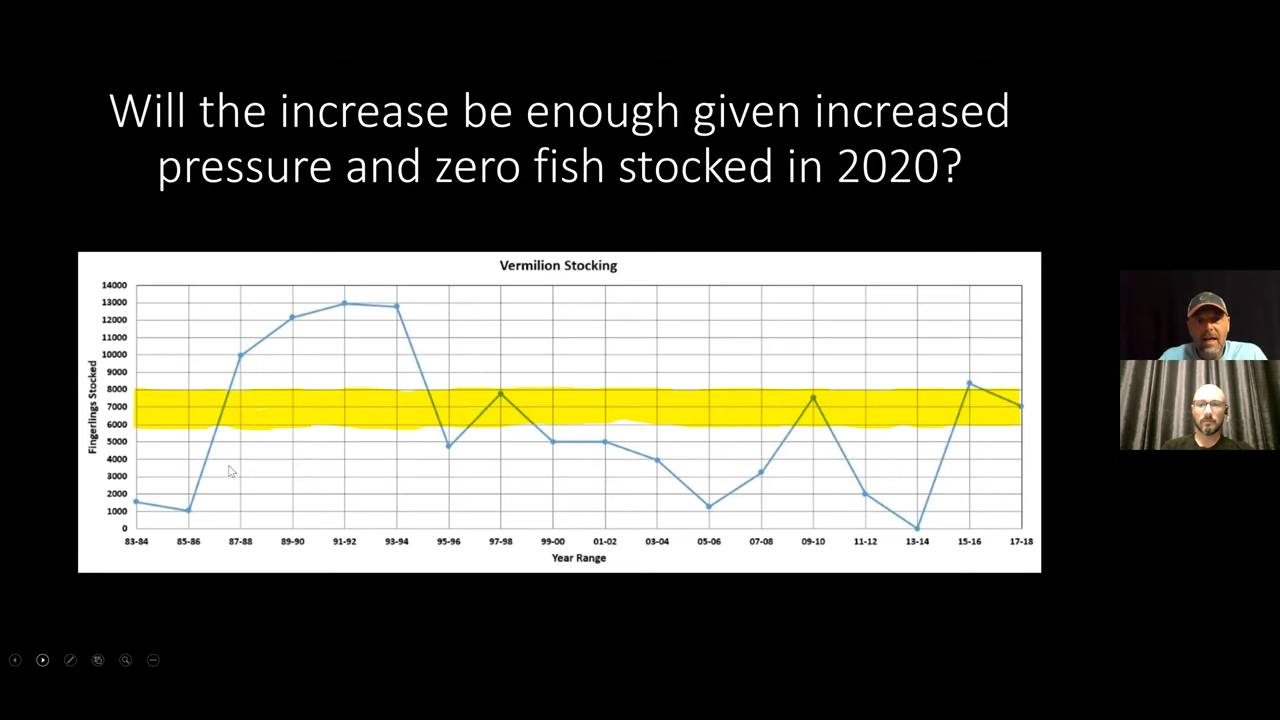 Will the increase be enough given increased
pressure and zero fish stocked in 2020?
Vermilion Stocking
14000
13000
12000
11000
10000
9000
8000
7000
6000
5000
4000
3000
2000
1000
0
Fingerlings Stocked
83-84 85-86 87-88 89-90 91-92 93-94 95-96 97-98 99-00 01-02 03-04 05-06 07-08 09-10 11-12 13-14 15-16 17-18
Year Range